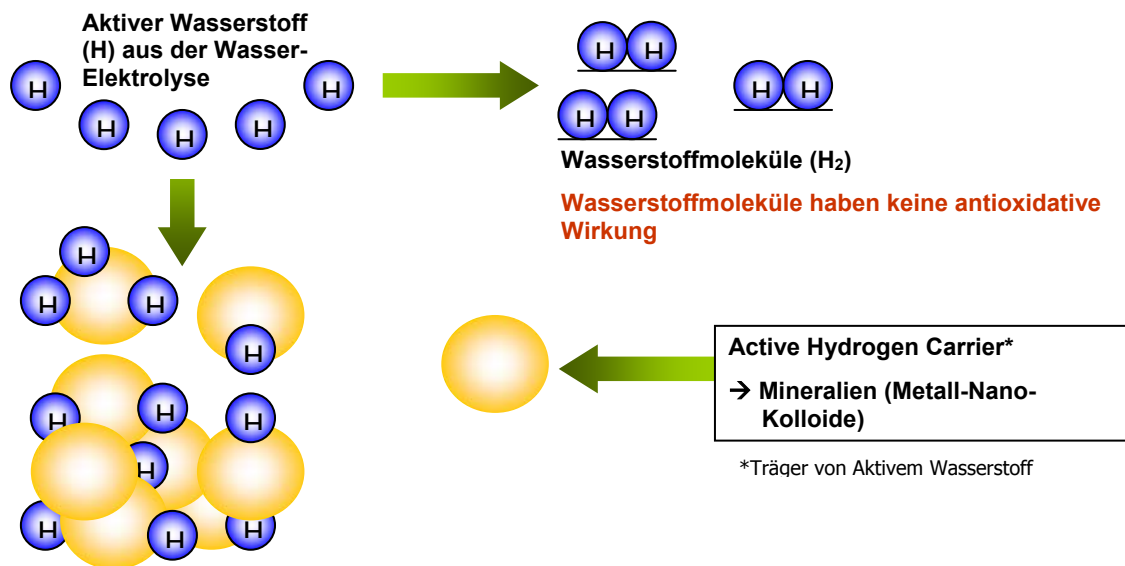 Aktiver Wasserstoff
(H) aus der Wasser-
Elektrolyse
H
H
H
H
H
H H
H H
H H
Wasserstoffmoleküle (H₂)
Wasserstoffmoleküle haben keine antioxidative
Wirkung
H
H
H
H
H
H
H
H
H
H
H
Active Hydrogen Carrier*
→ Mineralien (Metall-Nano-
Kolloide)
*Träger von Aktivem Wasserstoff